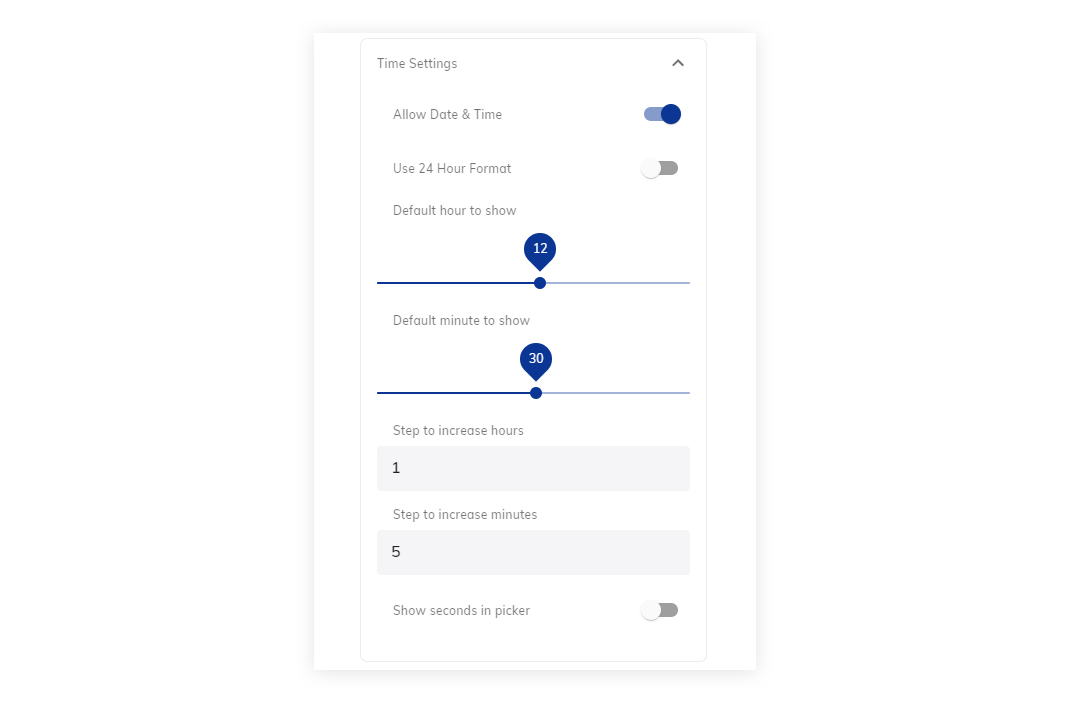 Time Settings
Allow Date & Time
Use 24 Hour Format
Default hour to show
12
Default minute to show
30
Step to increase hours
1
Step to increase minutes
5
Show seconds in picker